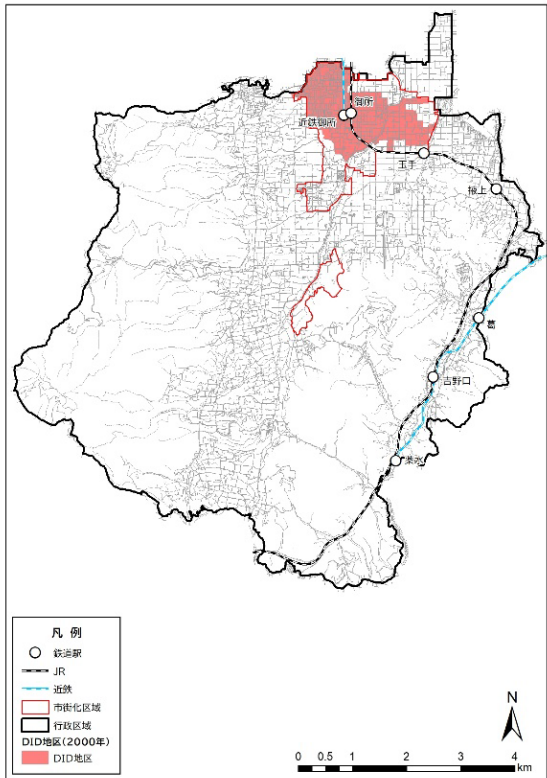 御所
近鉄御所
玉手
掖上
葛
吉野口
薬水
凡 例
鉄道駅
JR
近鉄
市街化区域
行政区域
DID地区(2000年)
DID地区
N
0 0.5 1 2 3 4
km